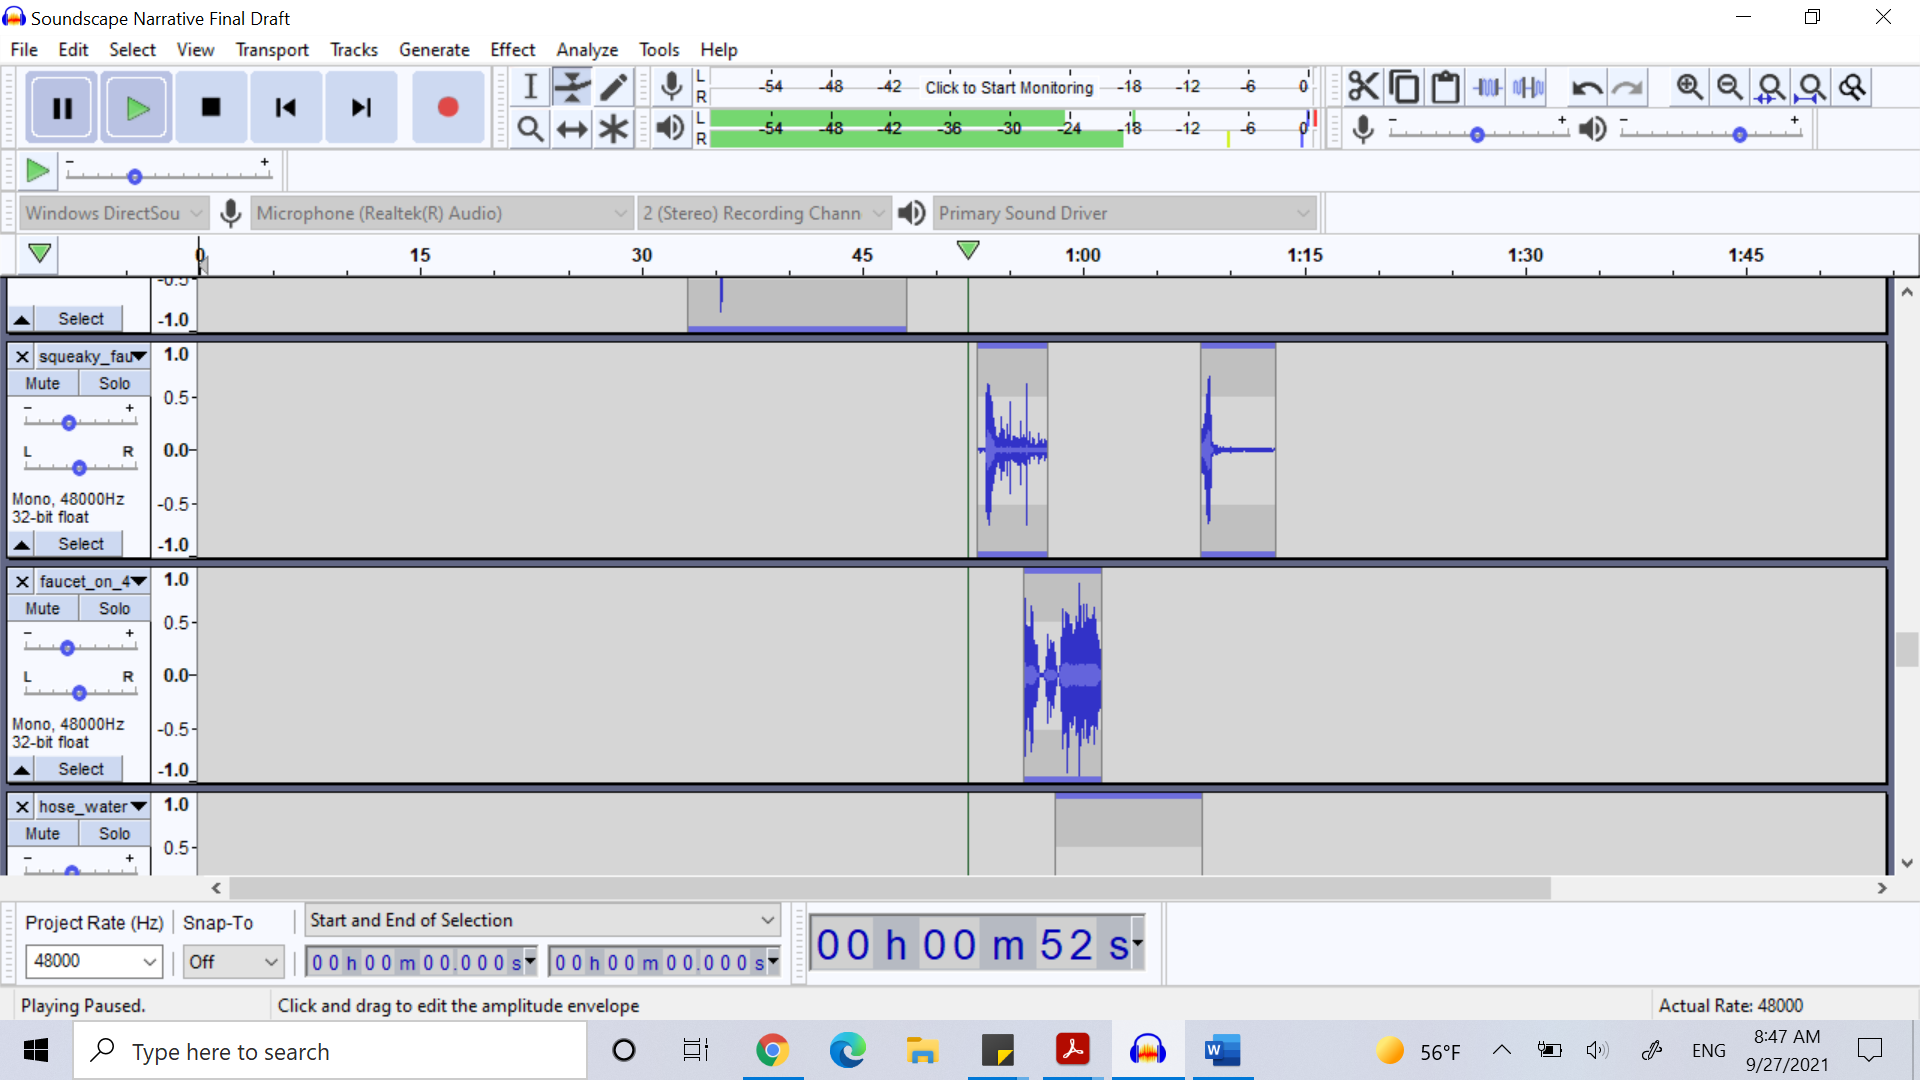 Soundscape Narrative Final Draft
File Edit Select View Transport Tracks Generate Effect Analyze Tools Help
L R -54 -48 -42 Click to Start Monitoring -18 -12 -6 0
L R -54 -48 -42 -36 -30 -24 -18 -12 -6 0
- + - +
- +
Windows DirectSou Microphone (Realtek(R) Audio) 2 (Stereo) Recording Chann Primary Sound Driver
0 15 30 45 1:00 1:15 1:30 1:45
-0.5
Select -1.0
squeaky_fau 1.0
Mute Solo
- + 0.5
L R 0.0
Mono, 48000Hz -0.5
32-bit float
Select -1.0
faucet_on_4 1.0
Mute Solo
- + 0.5
L R 0.0
Mono, 48000Hz -0.5
32-bit float
Select -1.0
hose_water 1.0
Mute Solo
- + 0.5
Project Rate (Hz) Snap-To Start and End of Selection
48000 Off 00 h 00 m 00.000 s 00 h 00 m 00.000 s 00 h 00 m 52 s
Playing Paused. Click and drag to edit the amplitude envelope Actual Rate: 48000
Type here to search W 56°F ENG 8:47 AM
9/27/2021